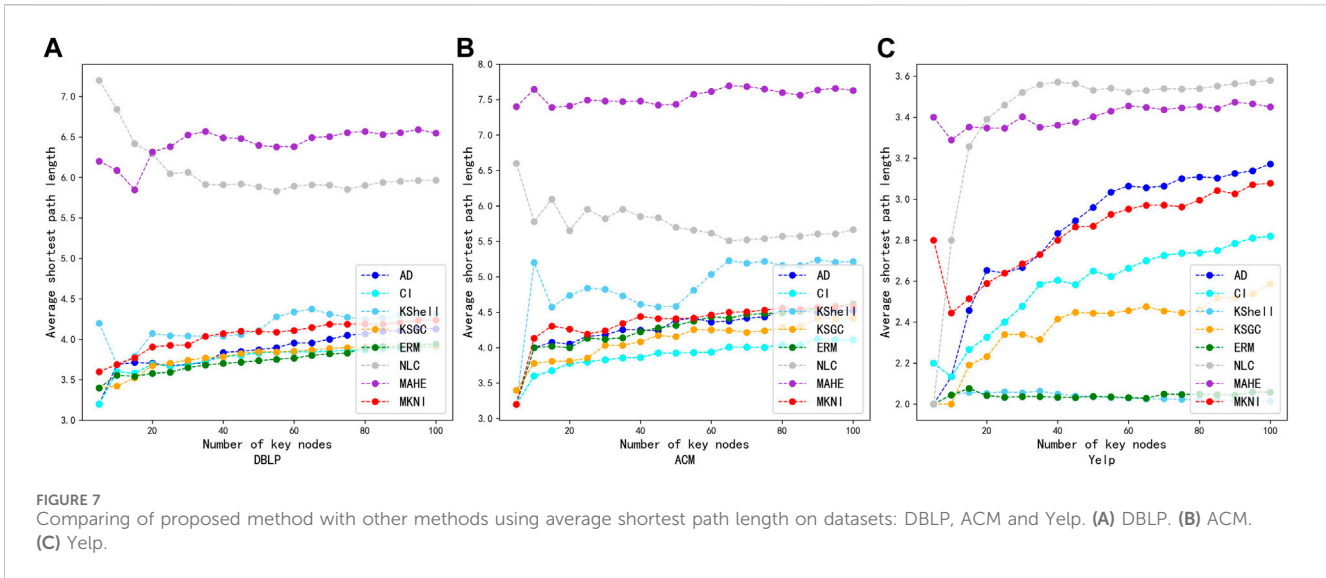 A
B
C
Average shortest path length
7.0
6.5
6.0
5.5
5.0
4.5
4.0
3.5
3.0
20
40
60
80
100
AD
CI
KShell
KSGC
ERM
NLC
MAHE
MKNI
Number of key nodes
DBLP
Average shortest path length
8.0
7.5
7.0
6.5
6.0
5.5
5.0
4.5
4.0
3.5
3.0
20
40
60
80
100
AD
CI
KShell
KSGC
ERM
NLC
MAHE
MKNI
Number of key nodes
ACM
Average shortest path length
3.6
3.4
3.2
3.0
2.8
2.6
2.4
2.2
2.0
20
40
60
80
100
AD
CI
KShell
KSGC
ERM
NLC
MAHE
MKNI
Number of key nodes
Yelp
FIGURE 7
Comparing of proposed method with other methods using average shortest path length on datasets: DBLP, ACM and Yelp. (A) DBLP. (B) ACM.
(C) Yelp.